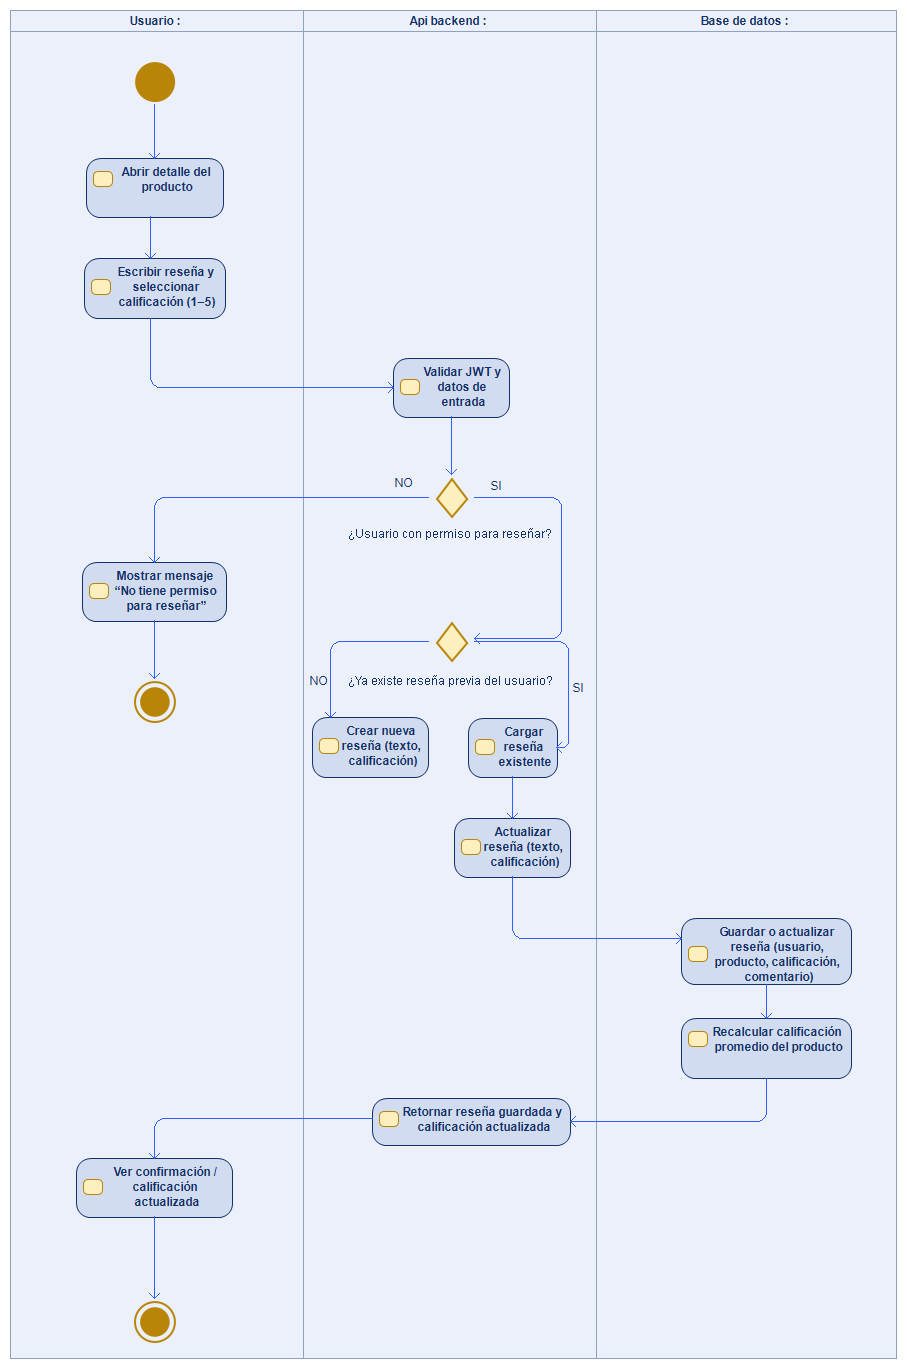 Usuario :
Api backend :
Base de datos :
Abrir detalle del
producto
Escribir reseña y
seleccionar
calificación (1–5)
Validar JWT y
datos de
entrada
NO
SI
¿Usuario con permiso para reseñar?
Mostrar mensaje
“No tiene permiso
para reseñar”
NO
¿Ya existe reseña previa del usuario?
SI
Crear nueva
reseña (texto,
calificación)
Cargar
reseña
existente
Actualizar
reseña (texto,
calificación)
Guardar o actualizar
reseña (usuario,
producto, calificación,
comentario)
Recalcular calificación
promedio del producto
Retornar reseña guardada y
calificación actualizada
Ver confirmación /
calificación
actualizada